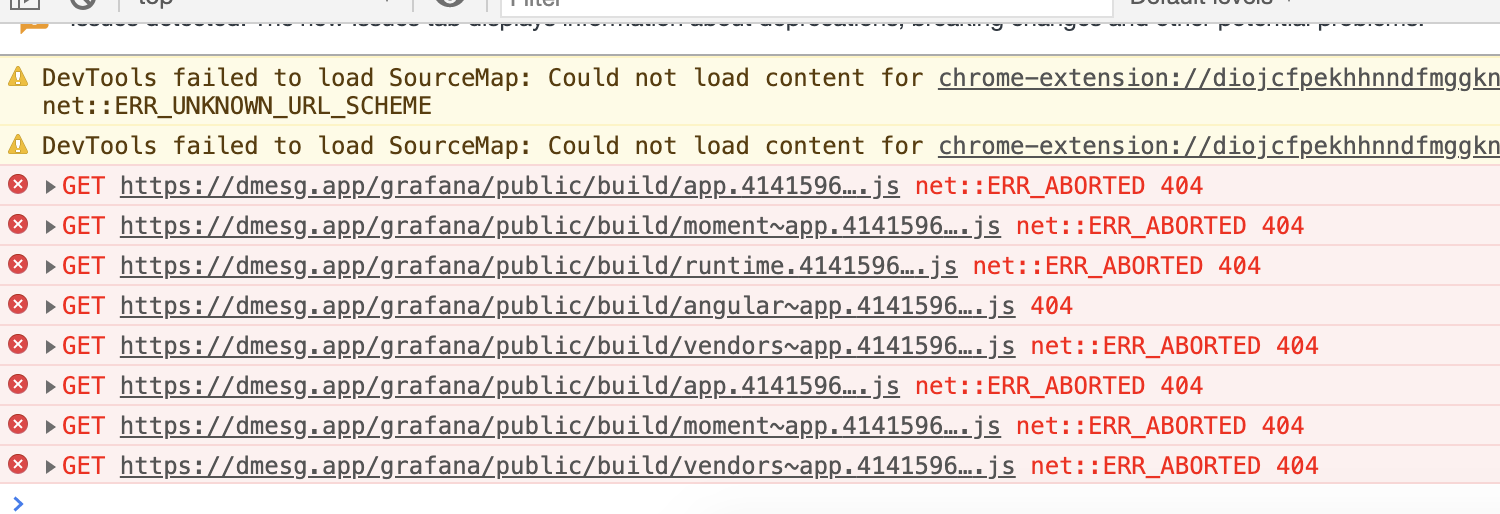 top Filter Default levels
Issues detected. The new Issues tab displays information about deprecations, breaking changes and other potential problems.
DevTools failed to load SourceMap: Could not load content for chrome-extension://diojcfpekhhnndfmggkn
net::ERR_UNKNOWN_URL_SCHEME
DevTools failed to load SourceMap: Could not load content for chrome-extension://diojcfpekhhnndfmggkn
GET https://dmesg.app/grafana/public/build/app.4141596….js net::ERR_ABORTED 404
GET https://dmesg.app/grafana/public/build/moment~app.4141596….js net::ERR_ABORTED 404
GET https://dmesg.app/grafana/public/build/runtime.4141596….js net::ERR_ABORTED 404
GET https://dmesg.app/grafana/public/build/angular~app.4141596….js 404
GET https://dmesg.app/grafana/public/build/vendors~app.4141596….js net::ERR_ABORTED 404
GET https://dmesg.app/grafana/public/build/app.4141596….js net::ERR_ABORTED 404
GET https://dmesg.app/grafana/public/build/moment~app.4141596….js net::ERR_ABORTED 404
GET https://dmesg.app/grafana/public/build/vendors~app.4141596….js net::ERR_ABORTED 404